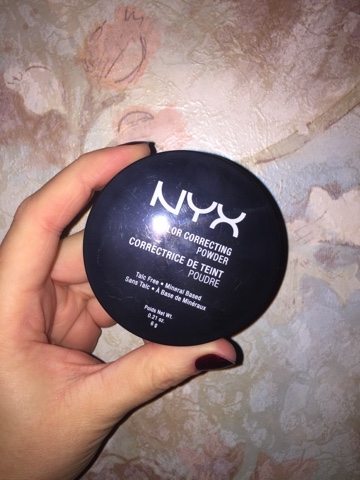 NYX
LOR CORRECTING
POWDER
CORRECTRICE DE TEINT
POUDRE
Talc Free • Mineral Based
Sans Talc • À Base de Minéraux
Poids Net Wt.
0.21 oz.
6 g